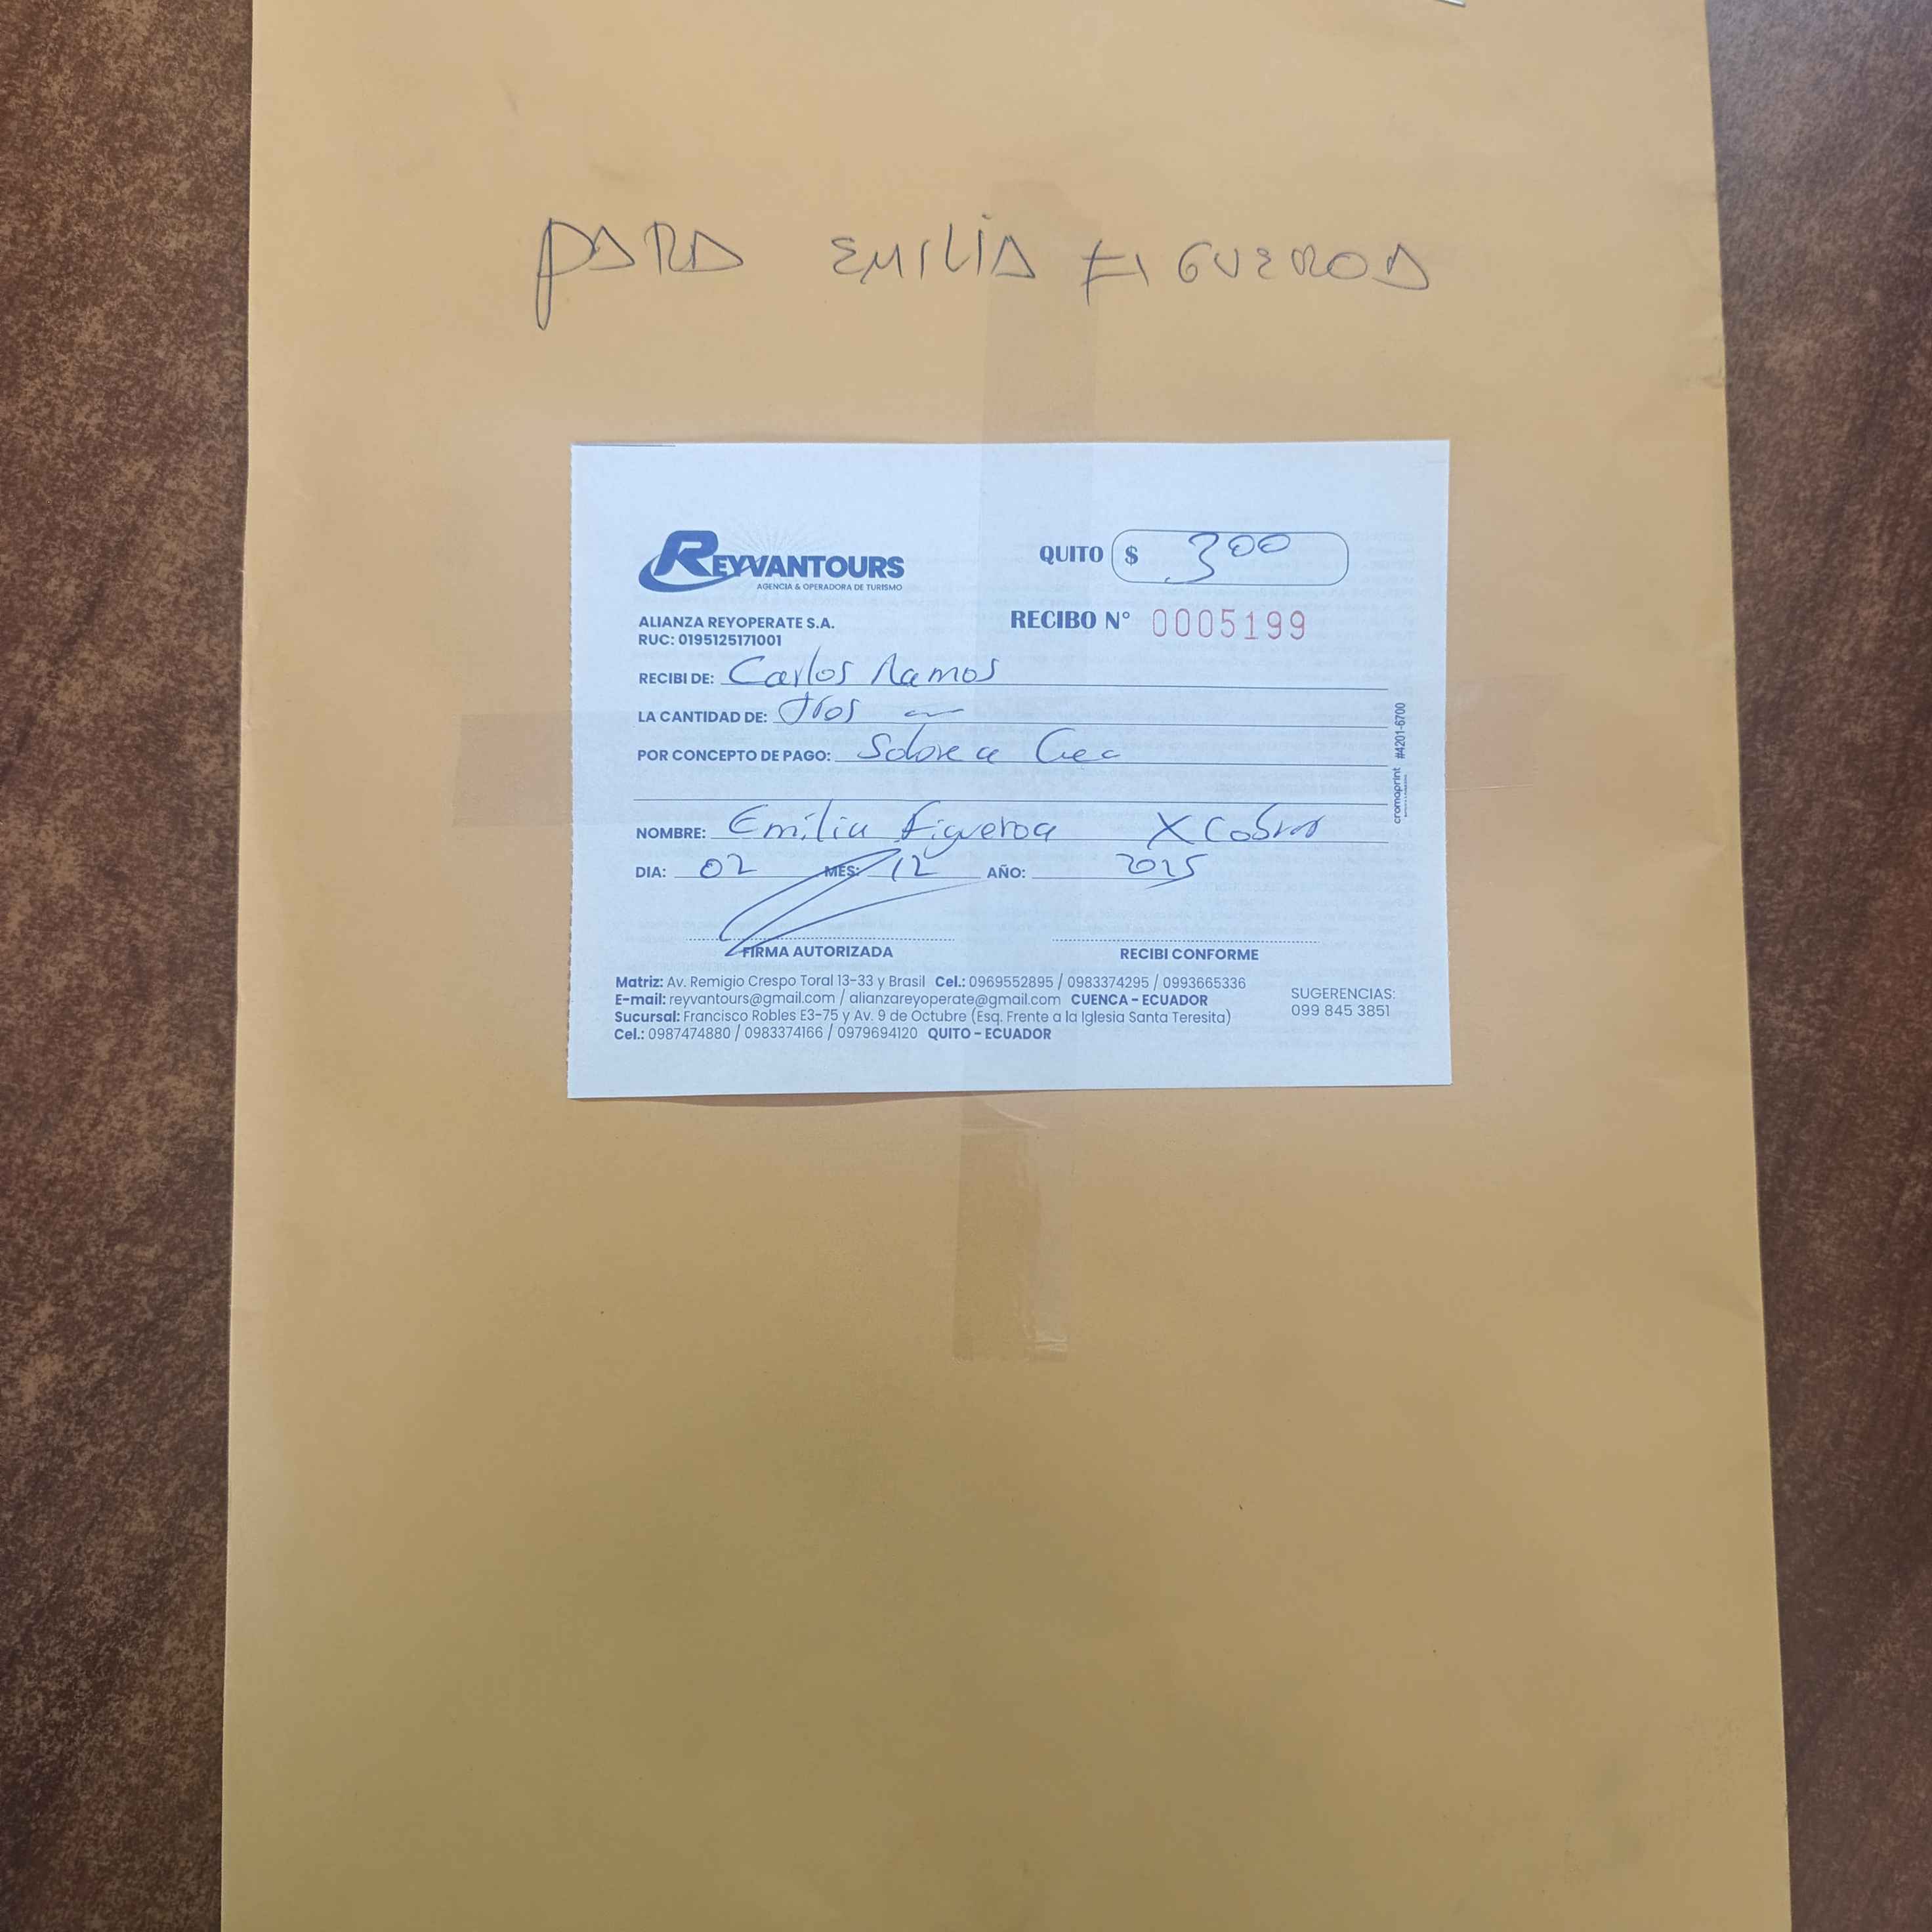 PARA EMILIA FIGUEROA
REYVANTOURS
AGENCIA & OPERADORA DE TURISMO
QUITO $ 300
ALIANZA REYOPERATE S.A.
RUC: 0195125171001
RECIBO N° 0005199
RECIBI DE: Carlos Ramos
LA CANTIDAD DE: tres
POR CONCEPTO DE PAGO: Sobre a
NOMBRE: Emilia Figueroa X Cobrar
DIA: 02 MES: 12 AÑO: 2025
FIRMA AUTORIZADA
RECIBI CONFORME
Matriz: Av. Remigio Crespo Toral 13-33 y Brasil Cel.: 0969552895 / 0983374295 / 0993665336
E-mail: reyvantours@gmail.com / alianzareyoperate@gmail.com CUENCA - ECUADOR
Sucursal: Francisco Robles E3-75 y Av. 9 de Octubre (Esq. Frente a la Iglesia Santa Teresita)
Cel.: 0987474880 / 0983374166 / 0979694120 QUITO - ECUADOR
SUGERENCIAS:
099 845 3851
cromaprint #4201-6700